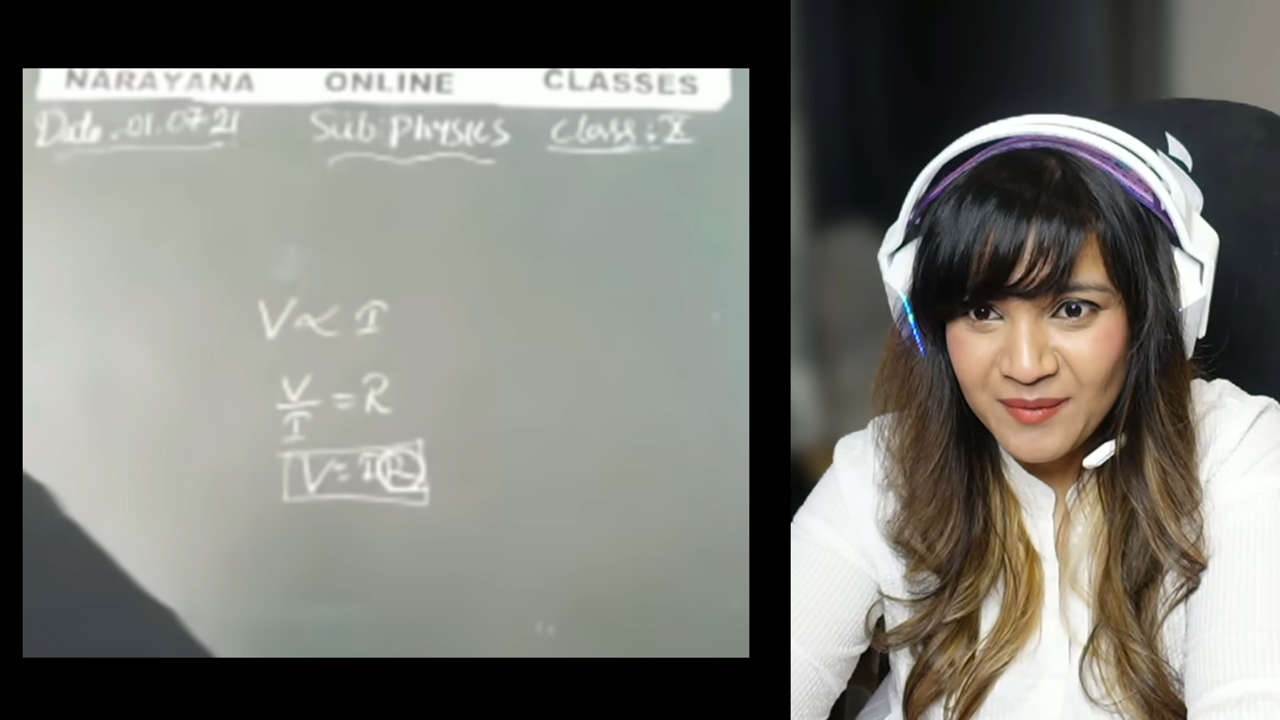 NARAYANA ONLINE CLASSES
Date:-01.07.21 Sub: Physics Class: X
V ∝ I
V/I = R
V = IR